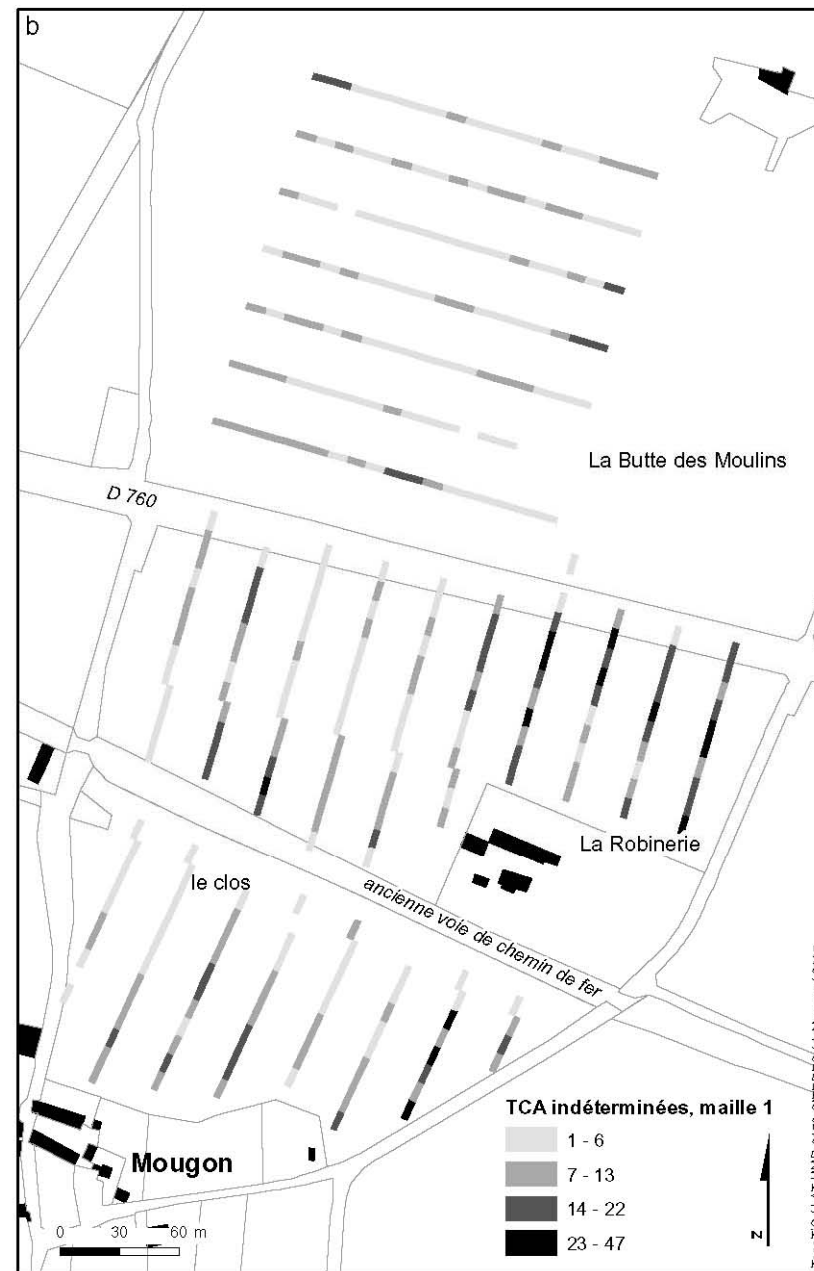 b
La Butte des Moulins
D 760
La Robinerie
le clos
ancienne voie de chemin de fer
TCA indéterminées, maille 1
1 - 6
7 - 13
14 - 22
23 - 47
N
Mougon
0 30 60 m